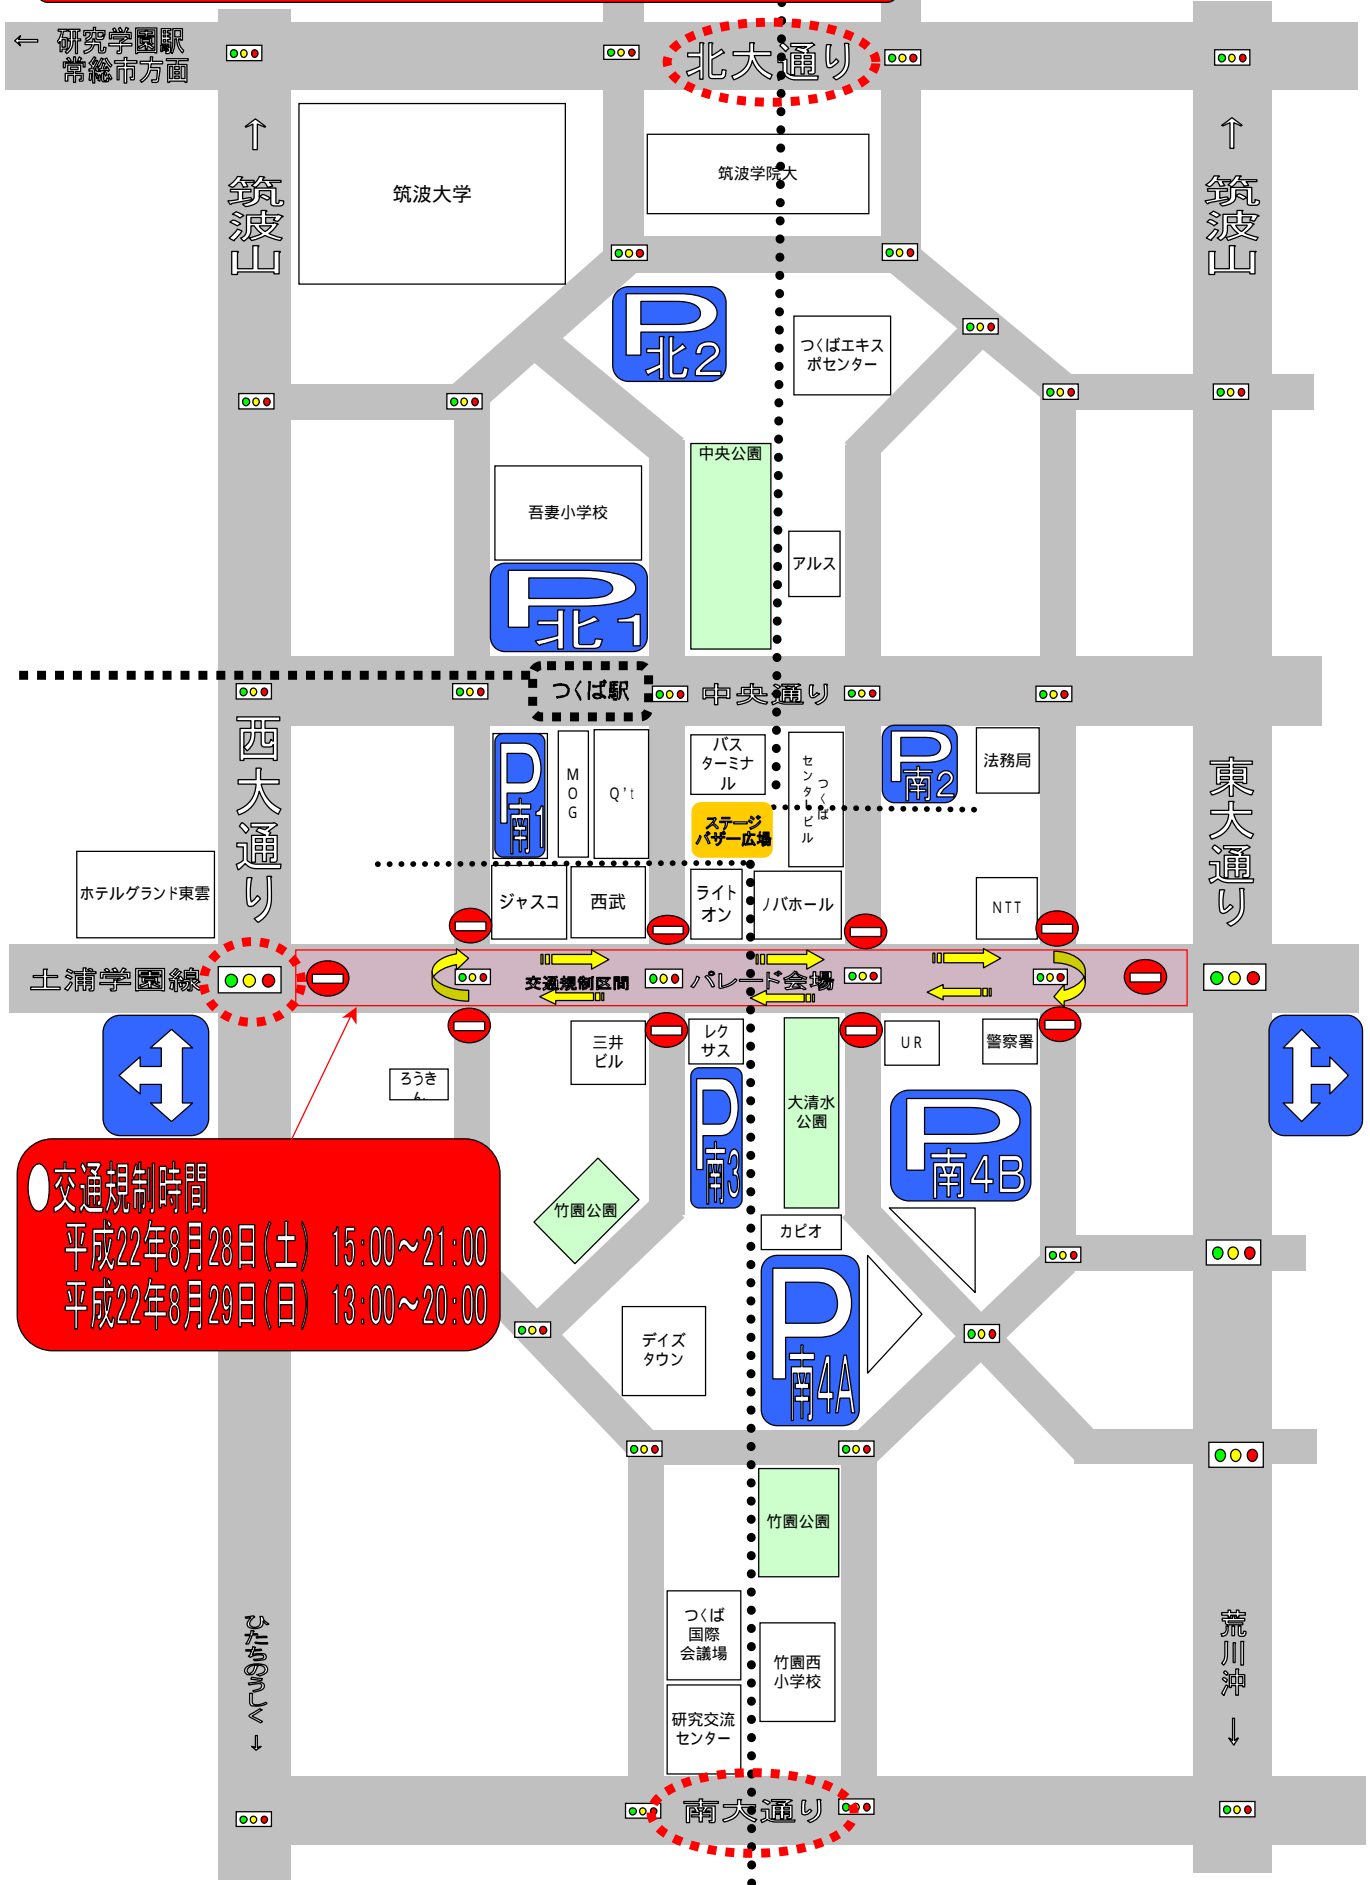 ← 研究学園駅
常総市方面
北大通り
↑
筑波山
↑
筑波山
筑波大学
筑波学院大
P
北2
つくばエキス
ポセンター
中央公園
吾妻小学校
アルス
P
北1
つくば駅
中央通り
西大通り
東大通り
P
南1
MOG
Q't
バス
ターミナ
ル
つくば
センタービル
P
南2
法務局
ステージ
バザー広場
ホテルグランド東雲
ジャスコ
西武
ライト
オン
ノバホール
NTT
土浦学園線
交通規制区間
パレード会場
三井
ビル
レク
サス
UR
警察署
ろうき
ん
大清水
公園
P
南3
P
南4B
●交通規制時間
平成22年8月28日(土) 15:00～21:00
平成22年8月29日(日) 13:00～20:00
竹園公園
カピオ
P
南4A
デイズ
タウン
竹園公園
つくば
国際
会議場
竹園西
小学校
研究交流
センター
ひたちのうしく
↓
荒川沖
↓
南大通り